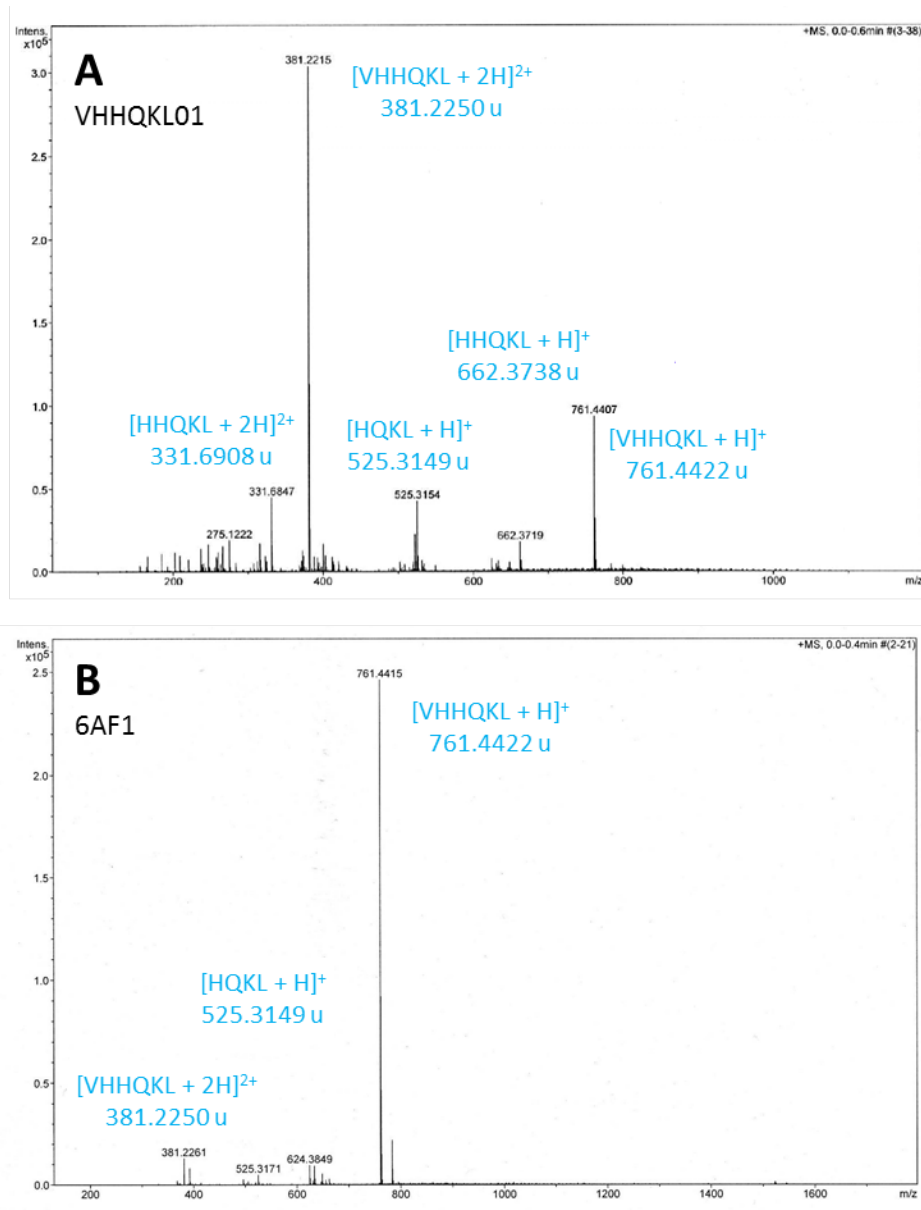 Intens.
x10⁵
+MS, 0.0-0.6min #(3-38)
A
VHHQKL01
381.2215
[VHHQKL + 2H]²⁺
381.2250 u
3.0
2.5
2.0
1.5
1.0
0.5
0.0
[HHQKL + H]⁺
662.3738 u
761.4407
[HHQKL + 2H]²⁺
331.6908 u
[HQKL + H]⁺
525.3149 u
[VHHQKL + H]⁺
761.4422 u
331.6847
525.3154
275.1222
662.3719
200
400
600
800
1000
m/z
Intens.
x10⁵
+MS, 0.0-0.4min #(2-21)
B
6AF1
761.4415
[VHHQKL + H]⁺
761.4422 u
2.5
2.0
1.5
1.0
0.5
0.0
[HQKL + H]⁺
525.3149 u
[VHHQKL + 2H]²⁺
381.2250 u
381.2261
525.3171
624.3849
200
400
600
800
1000
1200
1400
1600
m/z